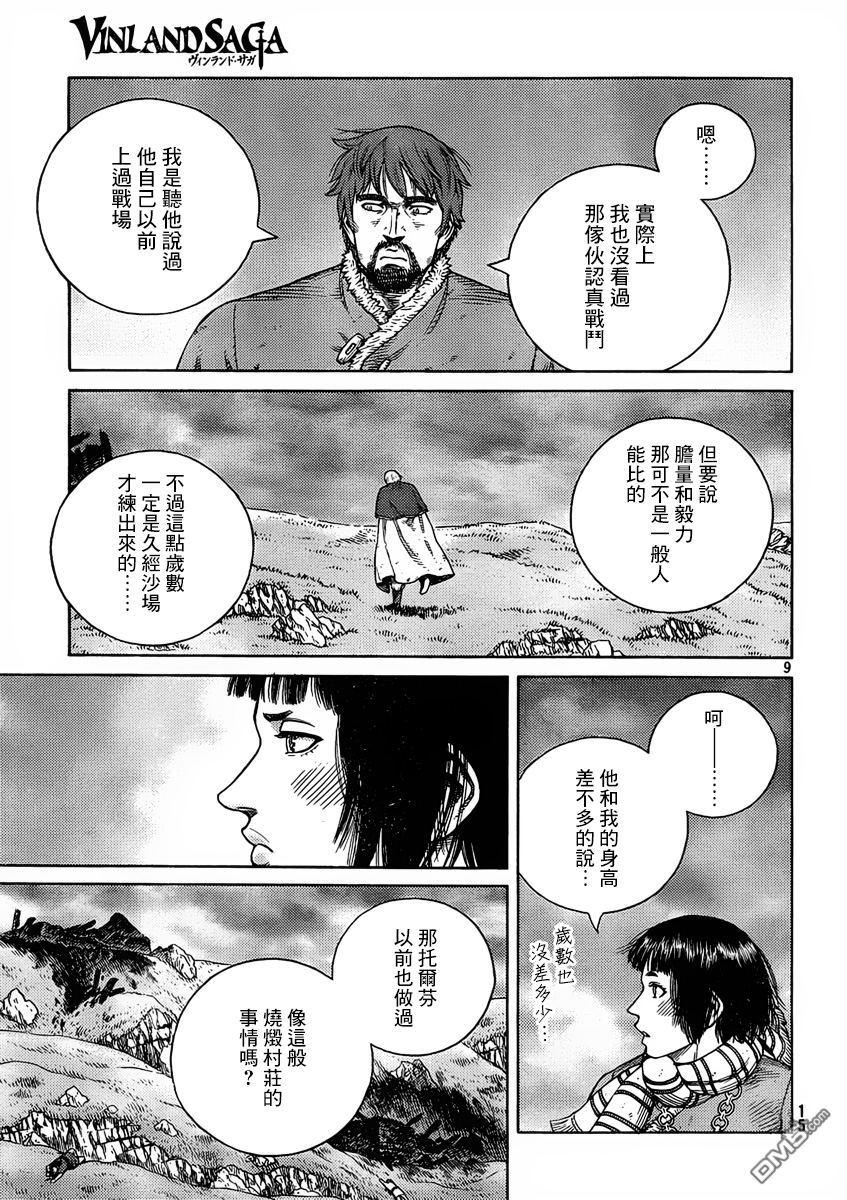 VINLAND SAGA
ヴィンランド・サガ
嗯……
實際上
我也沒看過
那傢伙認真戰鬥
我是聽他說過
他自己以前
上過戰場
但要說
膽量和毅力
那可不是一般人
能比的
不過這點歲數
一定是久經沙場
才練出來的……
9
呵——……
他和我的身高
差不多的說…
歲數也
沒差多少…
那托爾芬
以前也做過
像這般
燒燬村莊的
事情嗎？
15
DM5.com